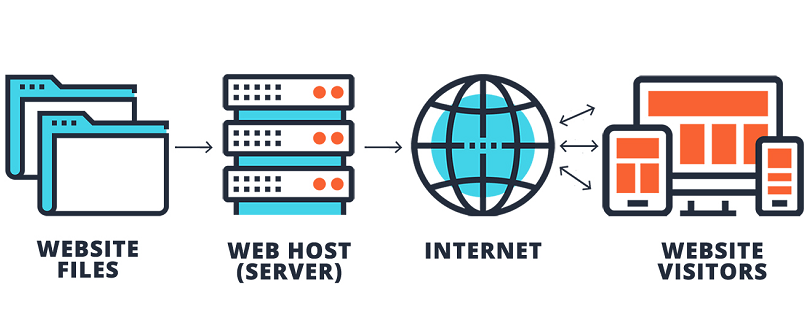 WEBSITE
FILES
WEB HOST
(SERVER)
INTERNET
WEBSITE
VISITORS